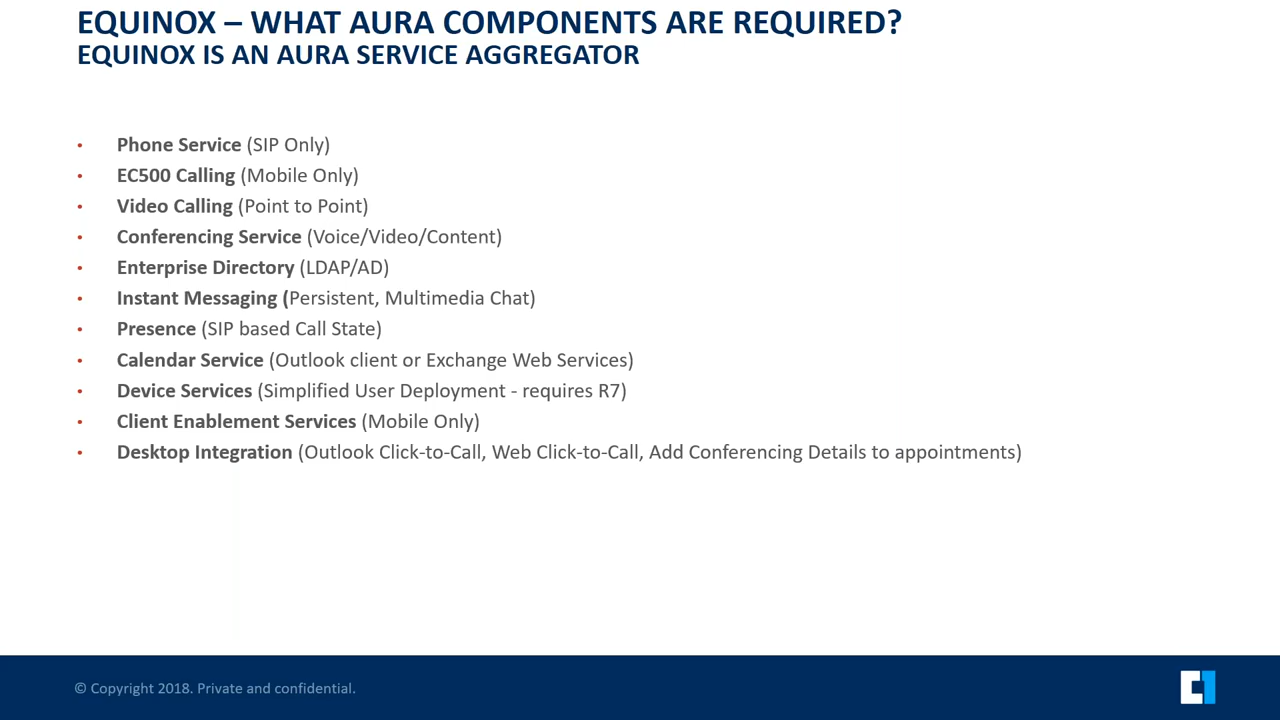 EQUINOX – WHAT AURA COMPONENTS ARE REQUIRED?
EQUINOX IS AN AURA SERVICE AGGREGATOR
• Phone Service (SIP Only)
• EC500 Calling (Mobile Only)
• Video Calling (Point to Point)
• Conferencing Service (Voice/Video/Content)
• Enterprise Directory (LDAP/AD)
• Instant Messaging (Persistent, Multimedia Chat)
• Presence (SIP based Call State)
• Calendar Service (Outlook client or Exchange Web Services)
• Device Services (Simplified User Deployment - requires R7)
• Client Enablement Services (Mobile Only)
• Desktop Integration (Outlook Click-to-Call, Web Click-to-Call, Add Conferencing Details to appointments)
© Copyright 2018. Private and confidential.